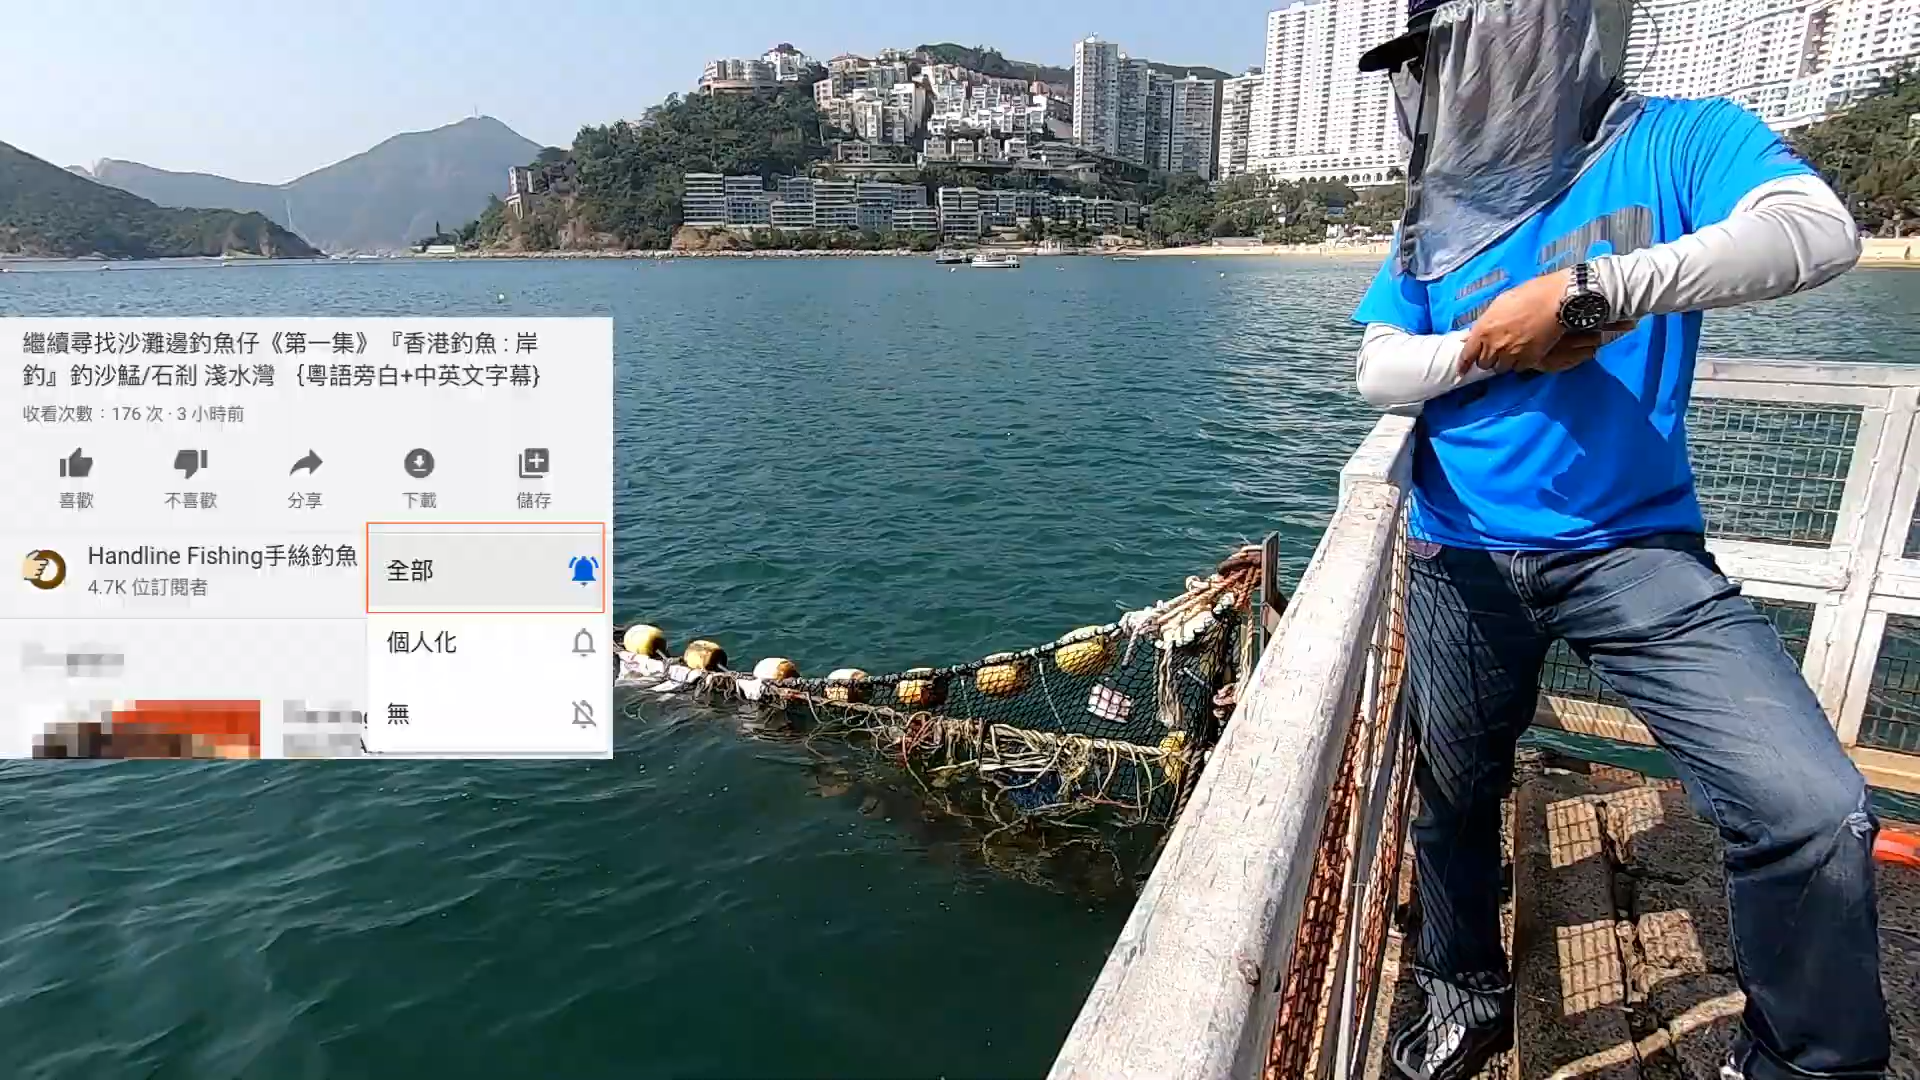 繼續尋找沙灘邊釣魚仔《第一集》『香港釣魚 : 岸
釣』釣沙鯭/石刹 淺水灣 {粵語旁白+中英文字幕}
收看次數：176 次 · 3 小時前
喜歡
不喜歡
分享
下載
儲存
Handline Fishing手絲釣魚
4.7K 位訂閱者
全部
個人化
無